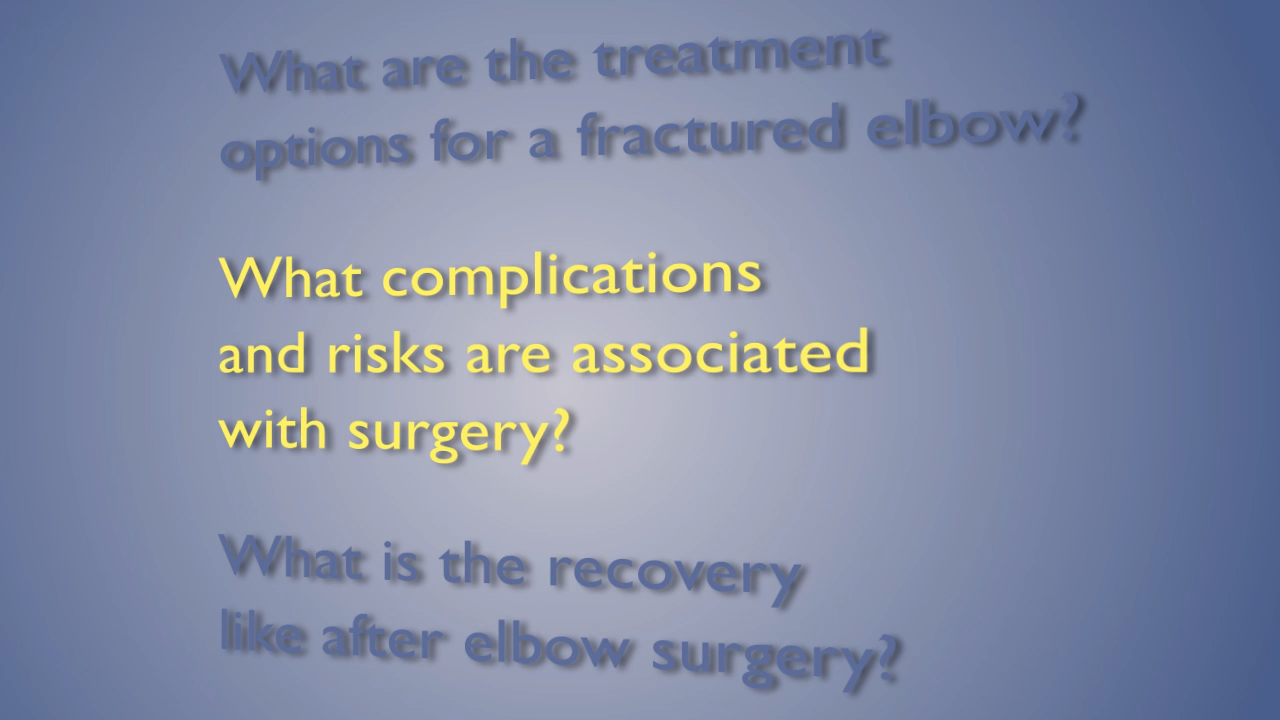 What are the treatment
options for a fractured elbow?
What complications
and risks are associated
with surgery?
What is the recovery
like after elbow surgery?